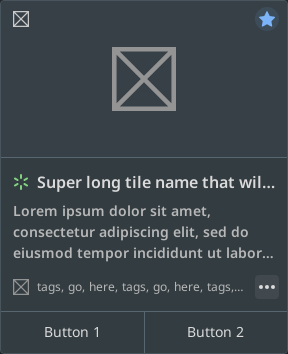 Super long tile name that wil...
Lorem ipsum dolor sit amet,
consectetur adipiscing elit, sed do
eiusmod tempor incididunt ut labor...
tags, go, here, tags, go, here, tags,...
Button 1
Button 2